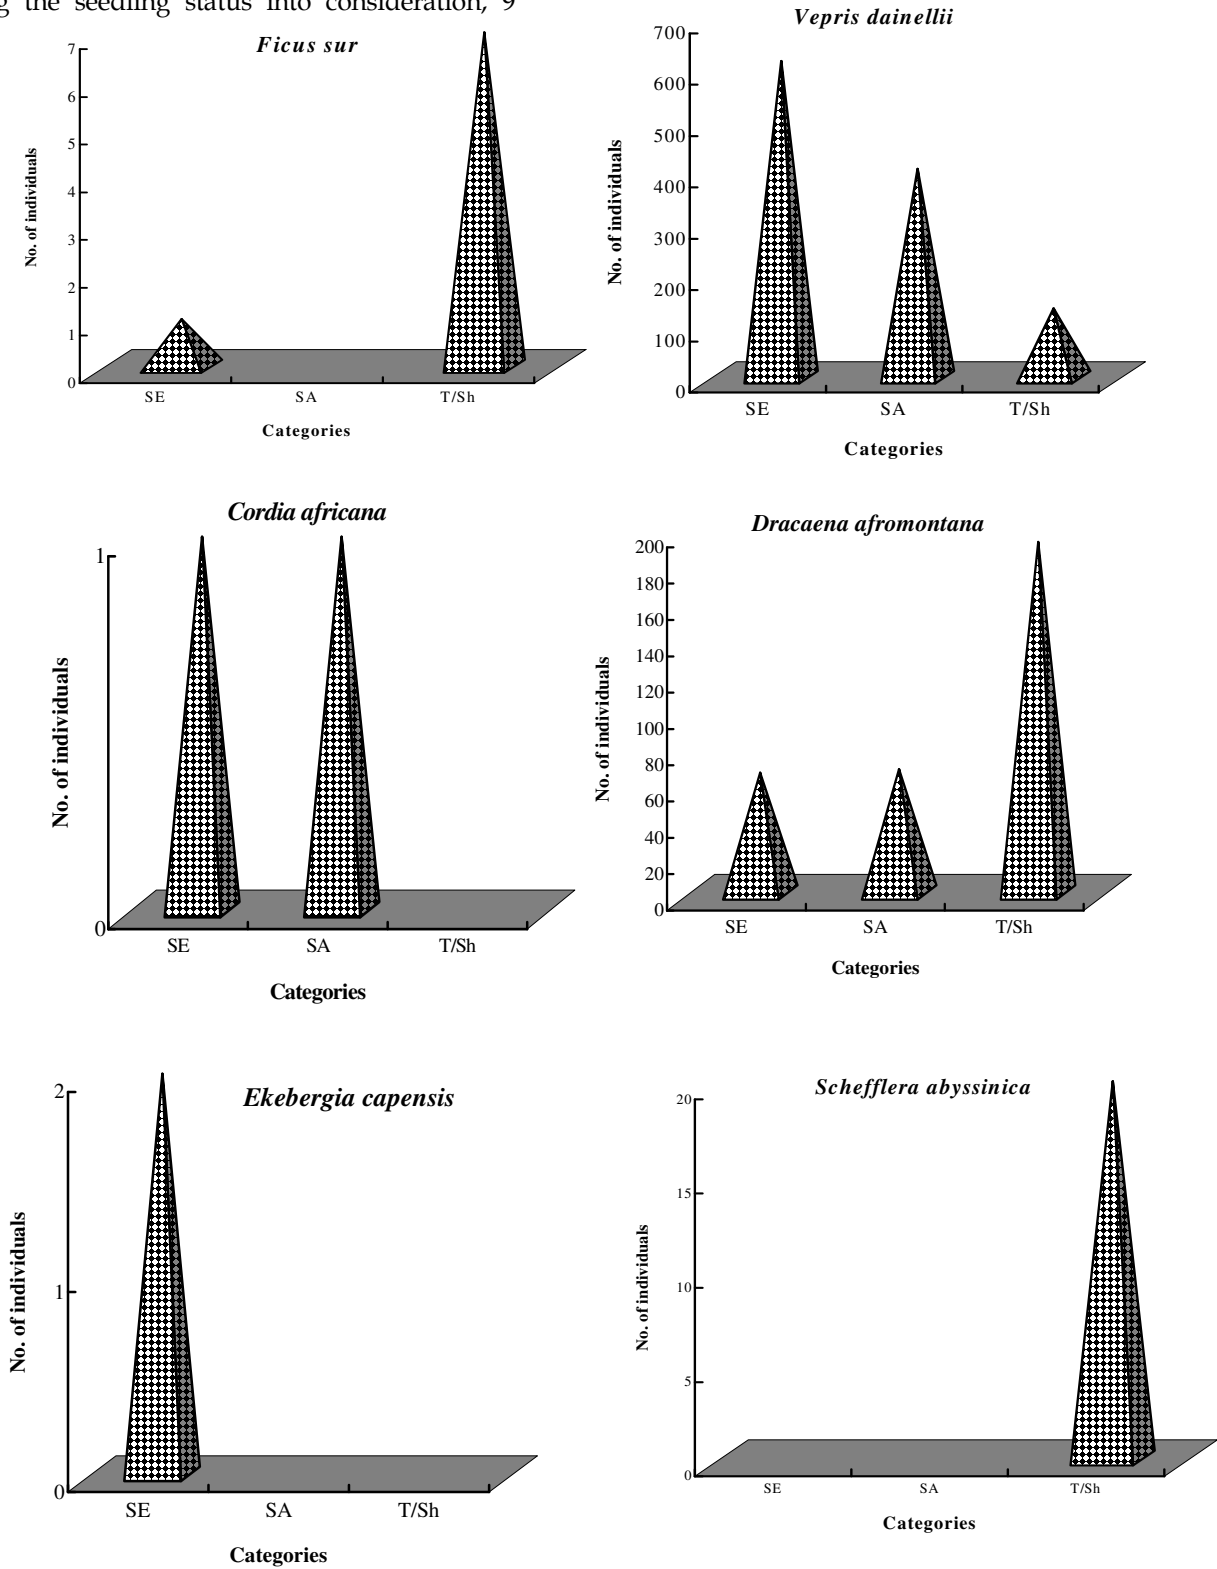 g the seedling status into consideration, 9
Ficus sur
No. of individuals
7
6
5
4
3
2
1
0
SE SA T/Sh
Categories
Vepris dainellii
No. of individuals
700
600
500
400
300
200
100
0
SE SA T/Sh
Categories
Cordia africana
No. of individuals
1
0
SE SA T/Sh
Categories
Dracaena afromontana
No. of individuals
200
180
160
140
120
100
80
60
40
20
0
SE SA T/Sh
Categories
Ekebergia capensis
No. of individuals
2
1
0
SE SA T/Sh
Categories
Schefflera abyssinica
No. of individuals
20
15
10
5
0
SE SA T/Sh
Categories